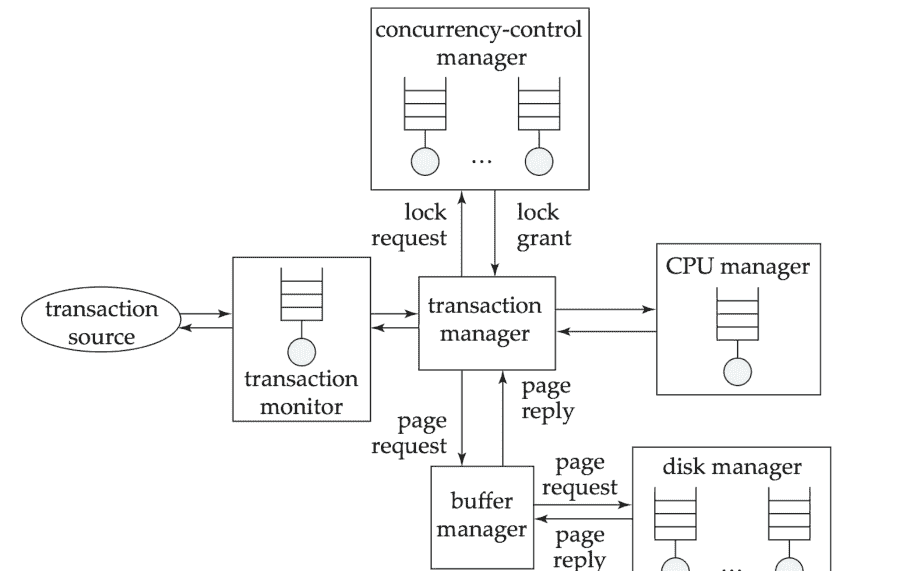 concurrency-control
manager
...
lock
request
lock
grant
CPU manager
transaction
source
transaction
manager
transaction
monitor
page
reply
page
request
disk manager
page
request
buffer
manager
page
reply
...